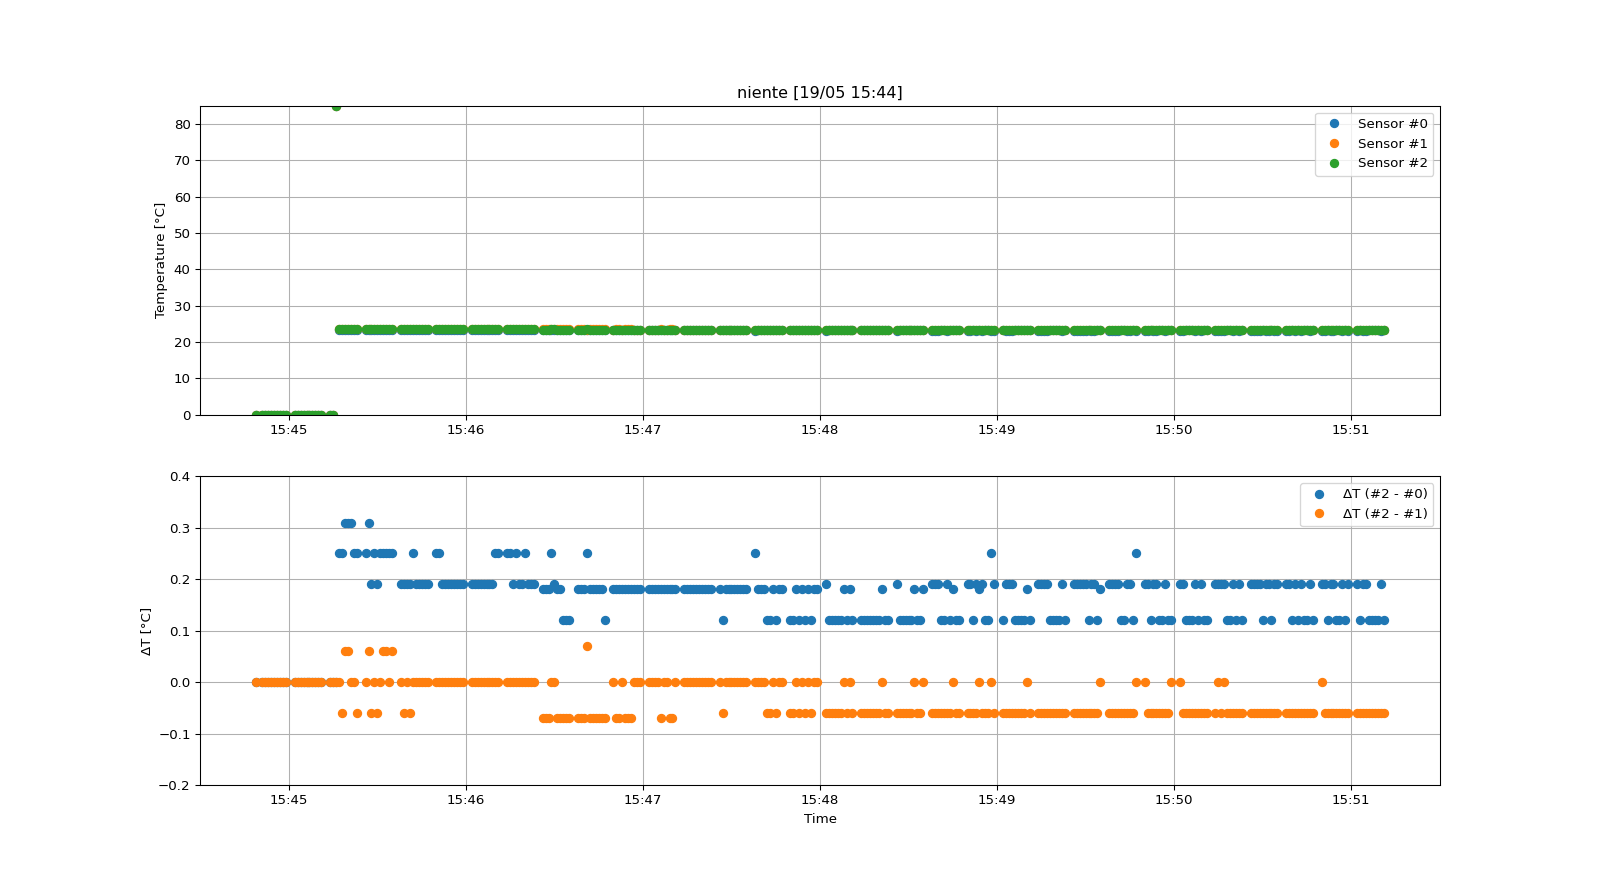 niente [19/05 15:44]
Temperature [°C]
80
70
60
50
40
30
20
10
0
Sensor #0
Sensor #1
Sensor #2
15:45 15:46 15:47 15:48 15:49 15:50 15:51
ΔT [°C]
0.4
0.3
0.2
0.1
0.0
−0.1
−0.2
ΔT (#2 - #0)
ΔT (#2 - #1)
15:45 15:46 15:47 15:48 15:49 15:50 15:51
Time